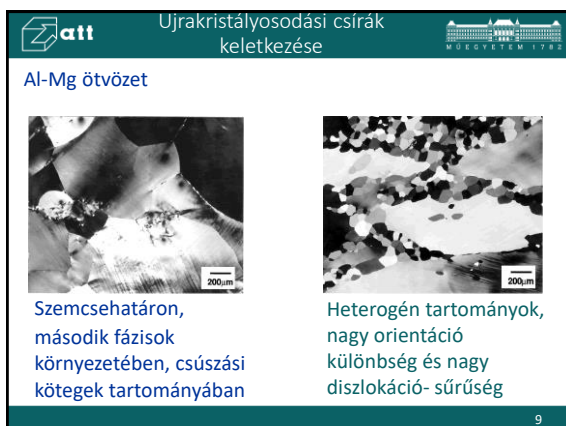 att
Ujrakristályosodási csírák
keletkezése
MŰEGYETEM 1782
Al-Mg ötvözet
200µm
200µm
Szemcsehatáron,
második fázisok
környezetében, csúszási
kötegek tartományában
Heterogén tartományok,
nagy orientáció
különbség és nagy
diszlokáció- sűrűség
9